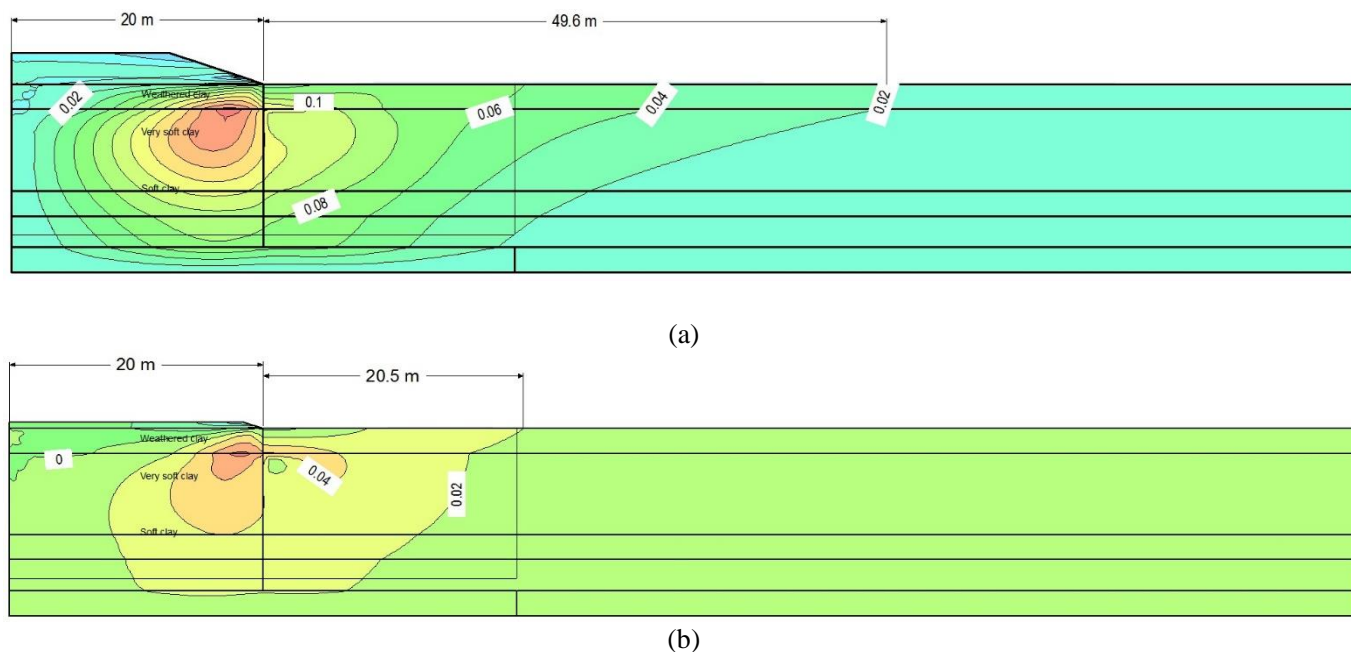 20 m
49.6 m
0.02
Weathered clay
0.1
0.06
0.04
0.02
Very soft clay
Soft clay
0.08
(a)
20 m
20.5 m
Weathered clay
0
Very soft clay
0.04
0.02
Soft clay
(b)